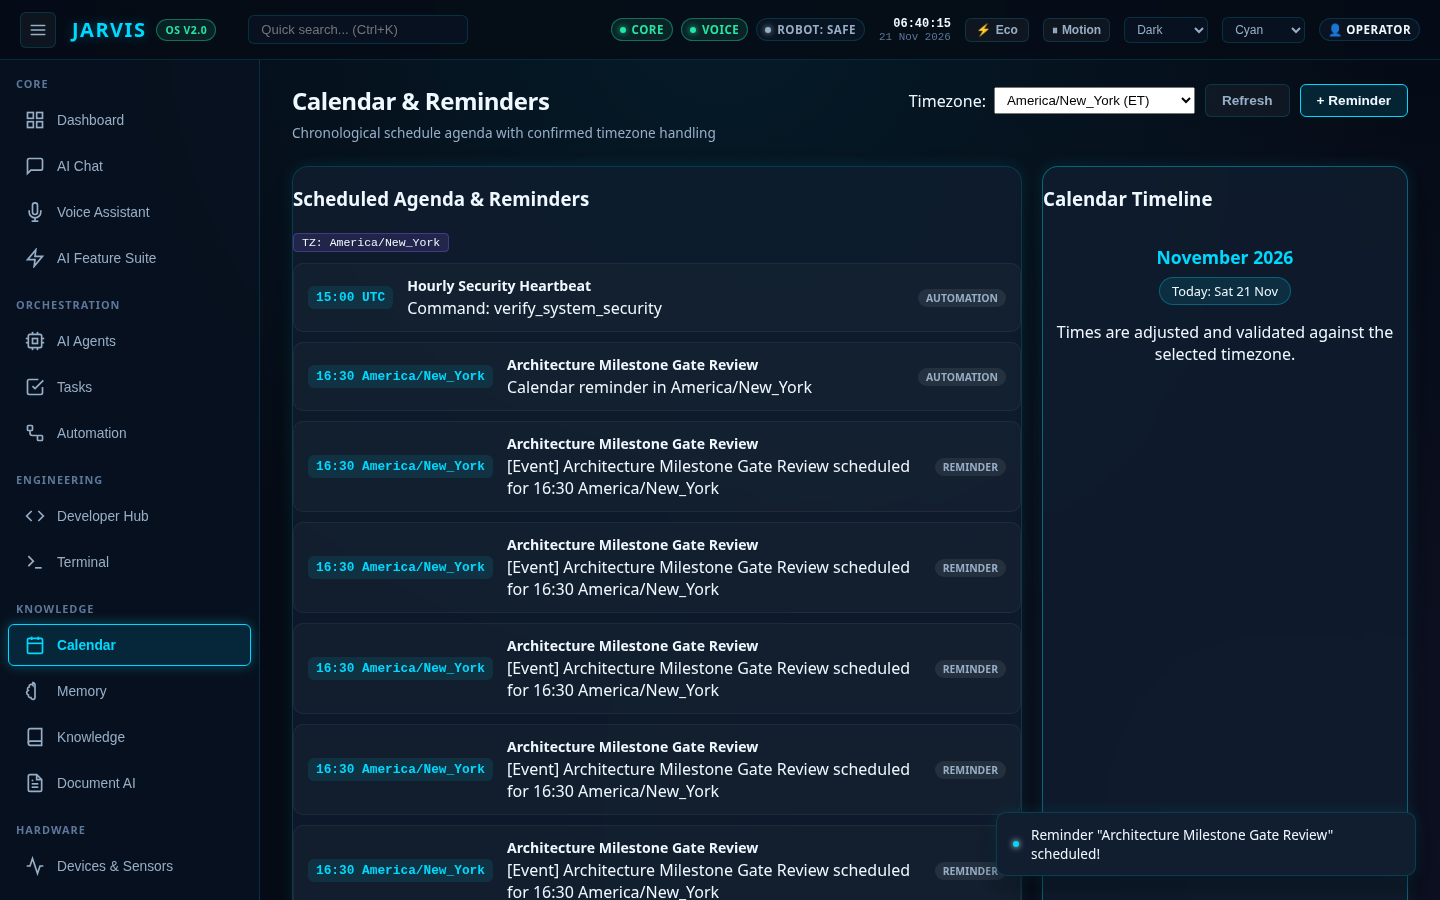 JARVIS
OS V2.0
Quick search... (Ctrl+K)
CORE
VOICE
ROBOT: SAFE
06:40:15
21 Nov 2026
⚡ Eco
Motion
Dark
Cyan
OPERATOR
CORE
Dashboard
AI Chat
Voice Assistant
AI Feature Suite
ORCHESTRATION
AI Agents
Tasks
Automation
ENGINEERING
Developer Hub
Terminal
KNOWLEDGE
Calendar
Memory
Knowledge
Document AI
HARDWARE
Devices & Sensors
Calendar & Reminders
Chronological schedule agenda with confirmed timezone handling
Timezone:
America/New_York (ET)
Refresh
+ Reminder
Scheduled Agenda & Reminders
TZ: America/New_York
15:00 UTC
Hourly Security Heartbeat
Command: verify_system_security
AUTOMATION
16:30 America/New_York
Architecture Milestone Gate Review
Calendar reminder in America/New_York
AUTOMATION
16:30 America/New_York
Architecture Milestone Gate Review
[Event] Architecture Milestone Gate Review scheduled
for 16:30 America/New_York
REMINDER
16:30 America/New_York
Architecture Milestone Gate Review
[Event] Architecture Milestone Gate Review scheduled
for 16:30 America/New_York
REMINDER
16:30 America/New_York
Architecture Milestone Gate Review
[Event] Architecture Milestone Gate Review scheduled
for 16:30 America/New_York
REMINDER
16:30 America/New_York
Architecture Milestone Gate Review
[Event] Architecture Milestone Gate Review scheduled
for 16:30 America/New_York
REMINDER
16:30 America/New_York
Architecture Milestone Gate Review
[Event] Architecture Milestone Gate Review scheduled
for 16:30 America/New_York
REMINDER
Calendar Timeline
November 2026
Today: Sat 21 Nov
Times are adjusted and validated against the
selected timezone.
Reminder "Architecture Milestone Gate Review"
scheduled!